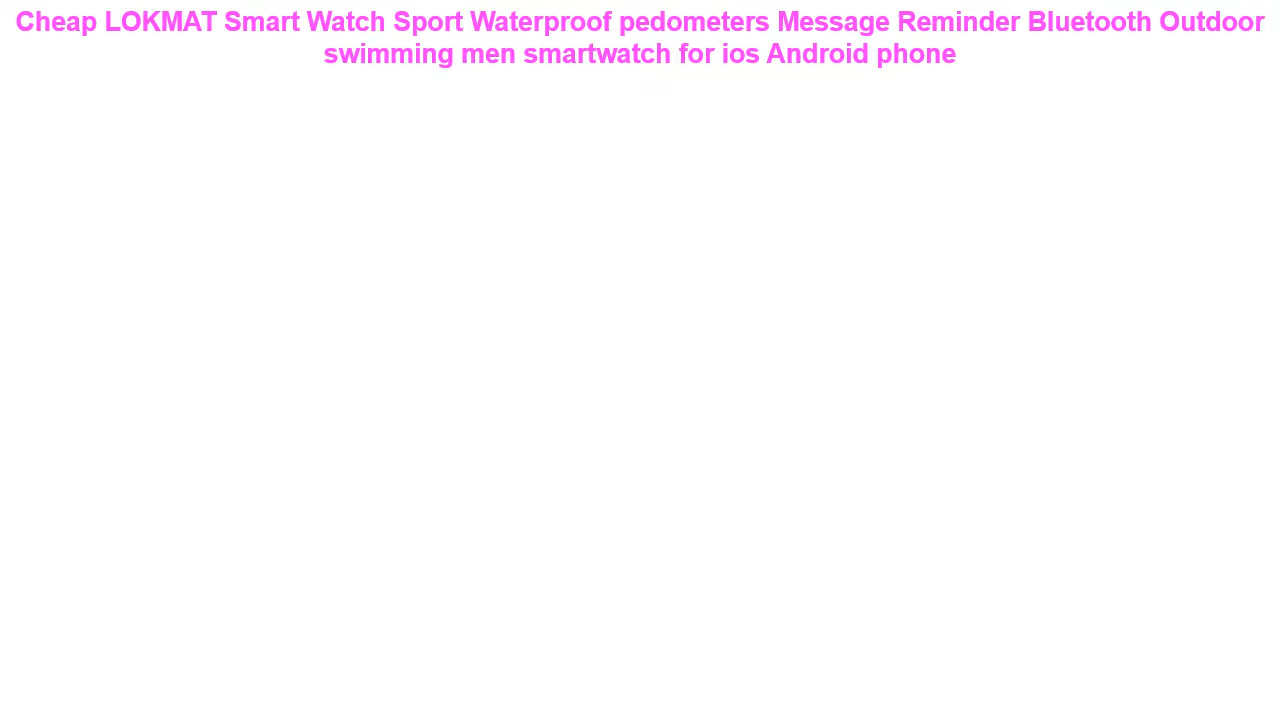 Cheap LOKMAT Smart Watch Sport Waterproof pedometers Message Reminder Bluetooth Outdoor
swimming men smartwatch for ios Android phone